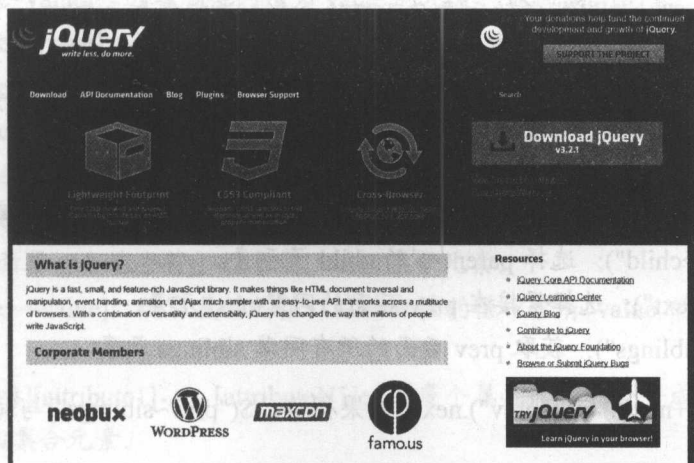 jQuery
write less, do more.
Your donations help fund the continued
development and growth of jQuery.
SUPPORT THE PROJECT
Download API Documentation Blog Plugins Browser Support
Search
Lightweight Footprint
CSS3 Compliant
Cross-Browser
Download jQuery
v3.2.1
What is jQuery?
jQuery is a fast, small, and feature-rich JavaScript library. It makes things like HTML document traversal and
manipulation, event handling, animation, and Ajax much simpler with an easy-to-use API that works across a multitude
of browsers. With a combination of versatility and extensibility, jQuery has changed the way that millions of people
write JavaScript.
Corporate Members
neobux
WORDPRESS
maxcdn
famo.us
Resources
jQuery Core API Documentation
jQuery Learning Center
jQuery Blog
Contribute to jQuery
About the jQuery Foundation
Browse or Submit jQuery Bugs
TRY jQuery
Learn jQuery in your browser!